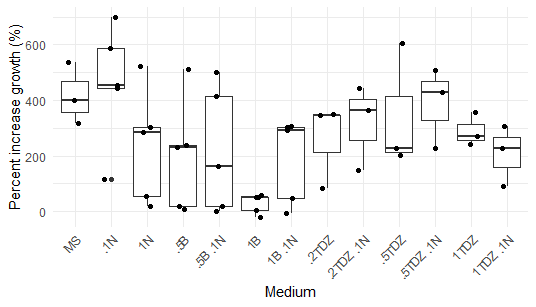 Percent increase growth (%)
600
400
200
0
MS
.1N
1N
.5B
.5B .1N
1B
1B .1N
.2TDZ
.2TDZ .1N
.5TDZ
.5TDZ .1N
1TDZ
1TDZ .1N
Medium